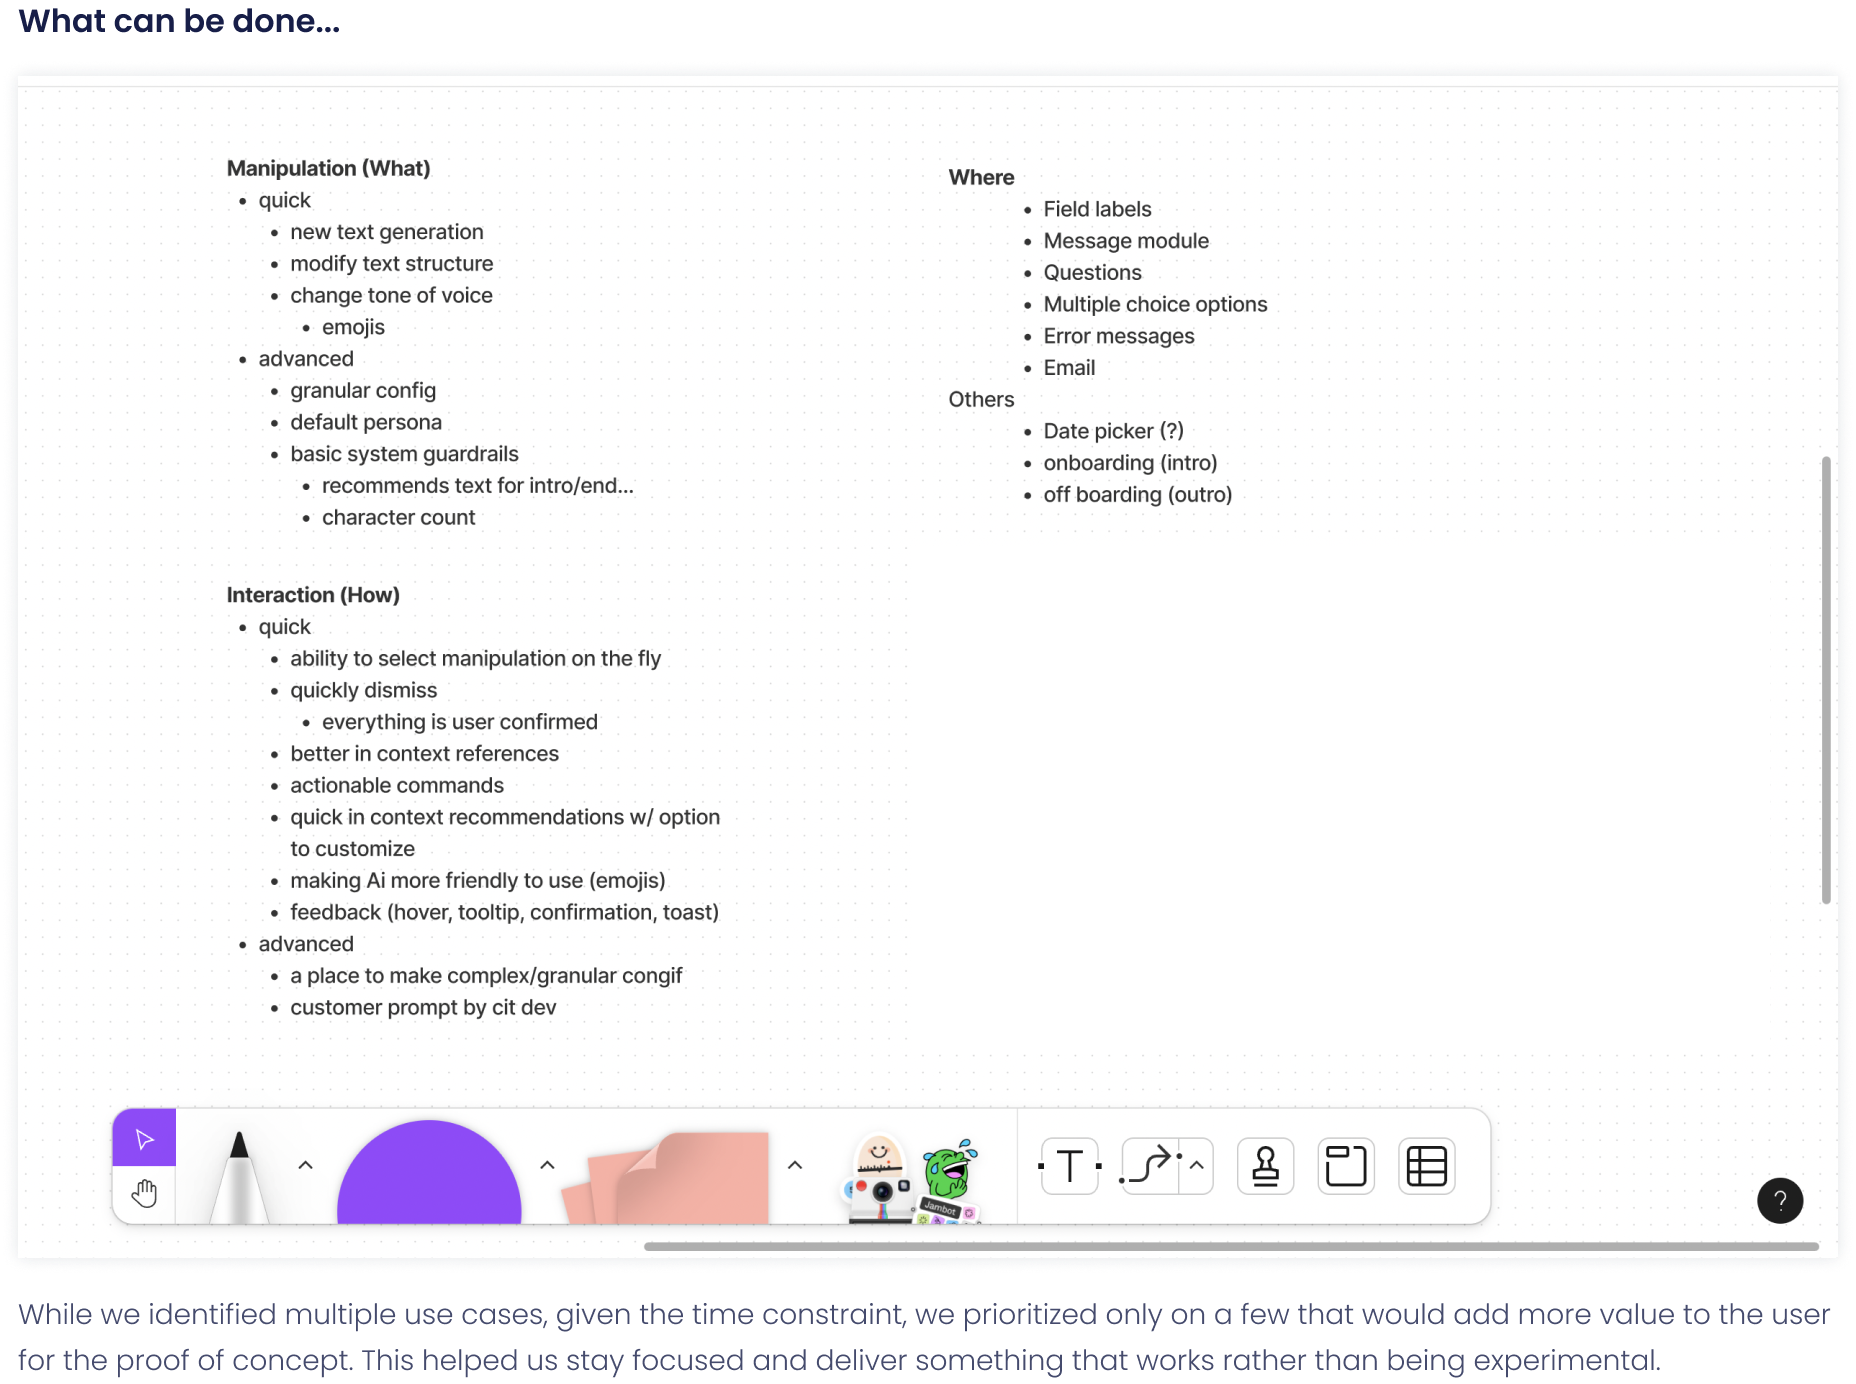 What can be done...
Manipulation (What)
• quick
• new text generation
• modify text structure
• change tone of voice
• emojis
• advanced
• granular config
• default persona
• basic system guardrails
• recommends text for intro/end...
• character count
Interaction (How)
• quick
• ability to select manipulation on the fly
• quickly dismiss
• everything is user confirmed
• better in context references
• actionable commands
• quick in context recommendations w/ option
to customize
• making Ai more friendly to use (emojis)
• feedback (hover, tooltip, confirmation, toast)
• advanced
• a place to make complex/granular congif
• customer prompt by cit dev
Where
• Field labels
• Message module
• Questions
• Multiple choice options
• Error messages
• Email
Others
• Date picker (?)
• onboarding (intro)
• off boarding (outro)
Jambot
T
?
While we identified multiple use cases, given the time constraint, we prioritized only on a few that would add more value to the user
for the proof of concept. This helped us stay focused and deliver something that works rather than being experimental.